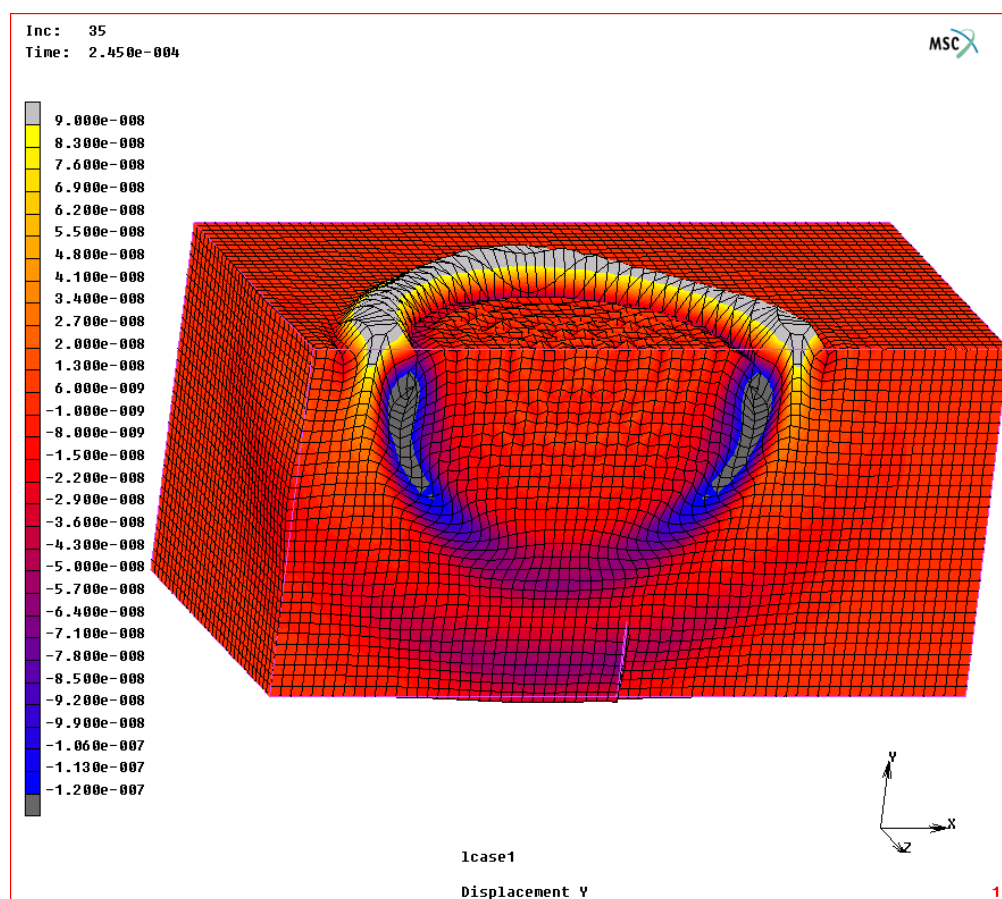 Inc: 35
Time: 2.450e-004
MSC
9.000e-008
8.300e-008
7.600e-008
6.900e-008
6.200e-008
5.500e-008
4.800e-008
4.100e-008
3.400e-008
2.700e-008
2.000e-008
1.300e-008
6.000e-009
-1.000e-009
-8.000e-009
-1.500e-008
-2.200e-008
-2.900e-008
-3.600e-008
-4.300e-008
-5.000e-008
-5.700e-008
-6.400e-008
-7.100e-008
-7.800e-008
-8.500e-008
-9.200e-008
-9.900e-008
-1.060e-007
-1.130e-007
-1.200e-007
Y
X
Z
lcase1
Displacement Y
1